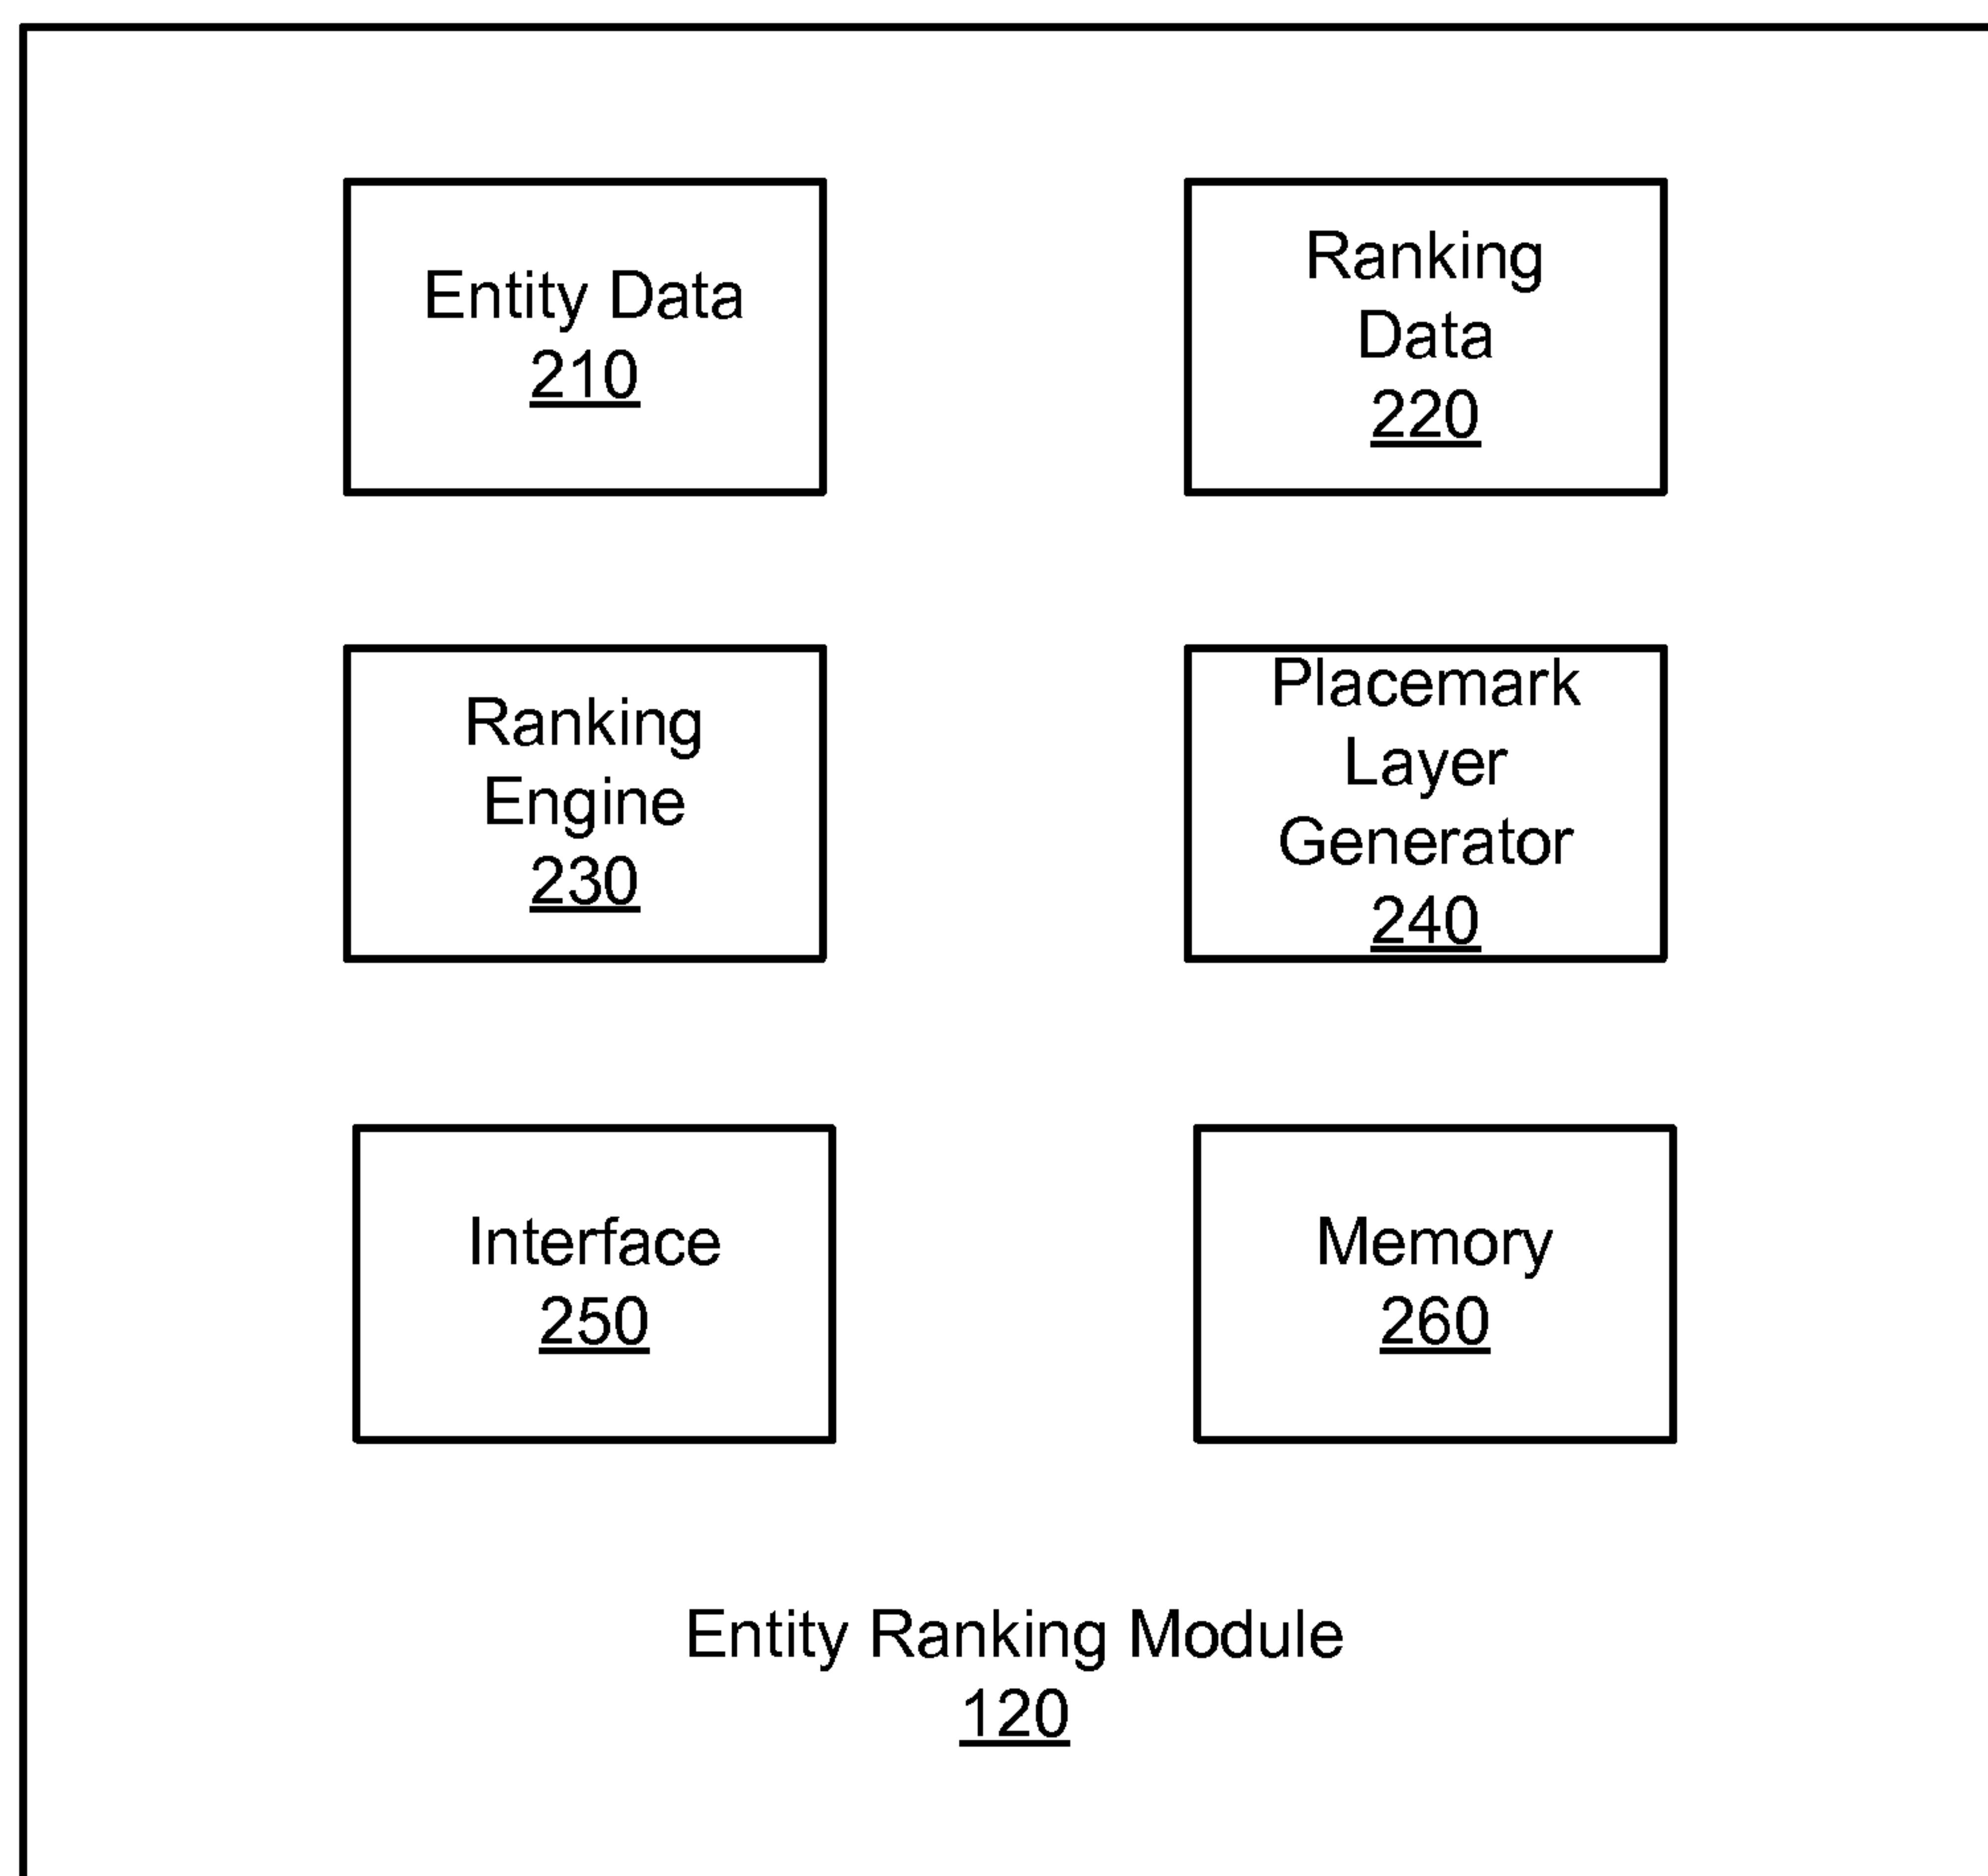 Entity Data
210
Ranking
Data
220
Ranking
Engine
230
Placemark
Layer
Generator
240
Interface
250
Memory
260
Entity Ranking Module
120